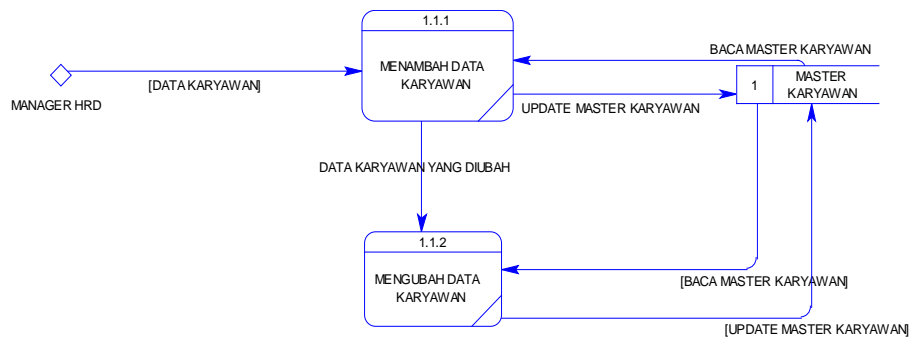 1.1.1
MENAMBAH DATA
KARYAWAN
BACA MASTER KARYAWAN
1
MASTER
KARYAWAN
[DATA KARYAWAN]
MANAGER HRD
UPDATE MASTER KARYAWAN
DATA KARYAWAN YANG DIUBAH
1.1.2
MENGUBAH DATA
KARYAWAN
[BACA MASTER KARYAWAN]
[UPDATE MASTER KARYAWAN]